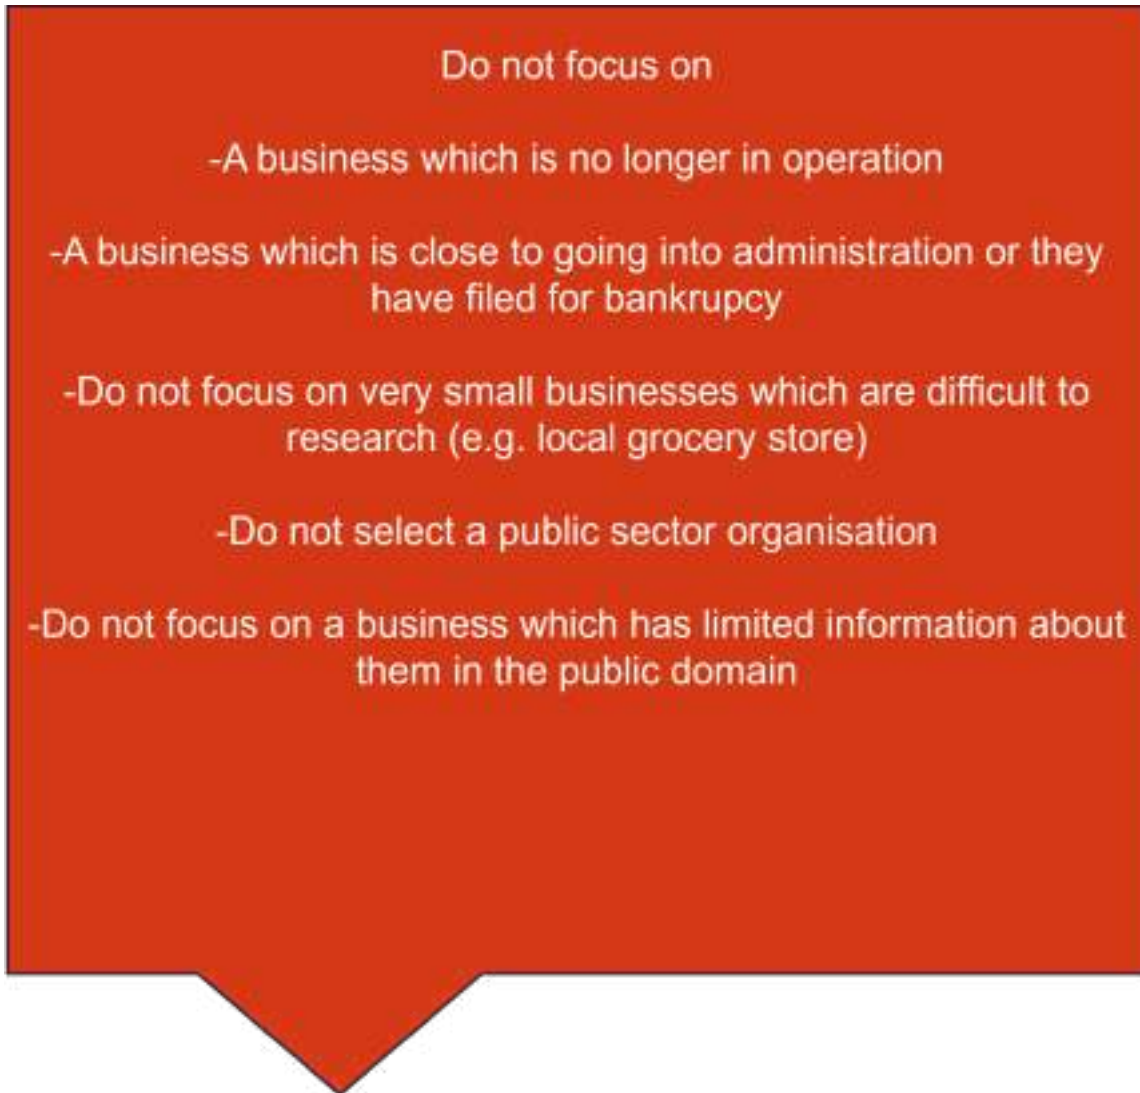 Do not focus on
-A business which is no longer in operation
-A business which is close to going into administration or they
have filed for bankrupcy
-Do not focus on very small businesses which are difficult to
research (e.g. local grocery store)
-Do not select a public sector organisation
-Do not focus on a business which has limited information about
them in the public domain